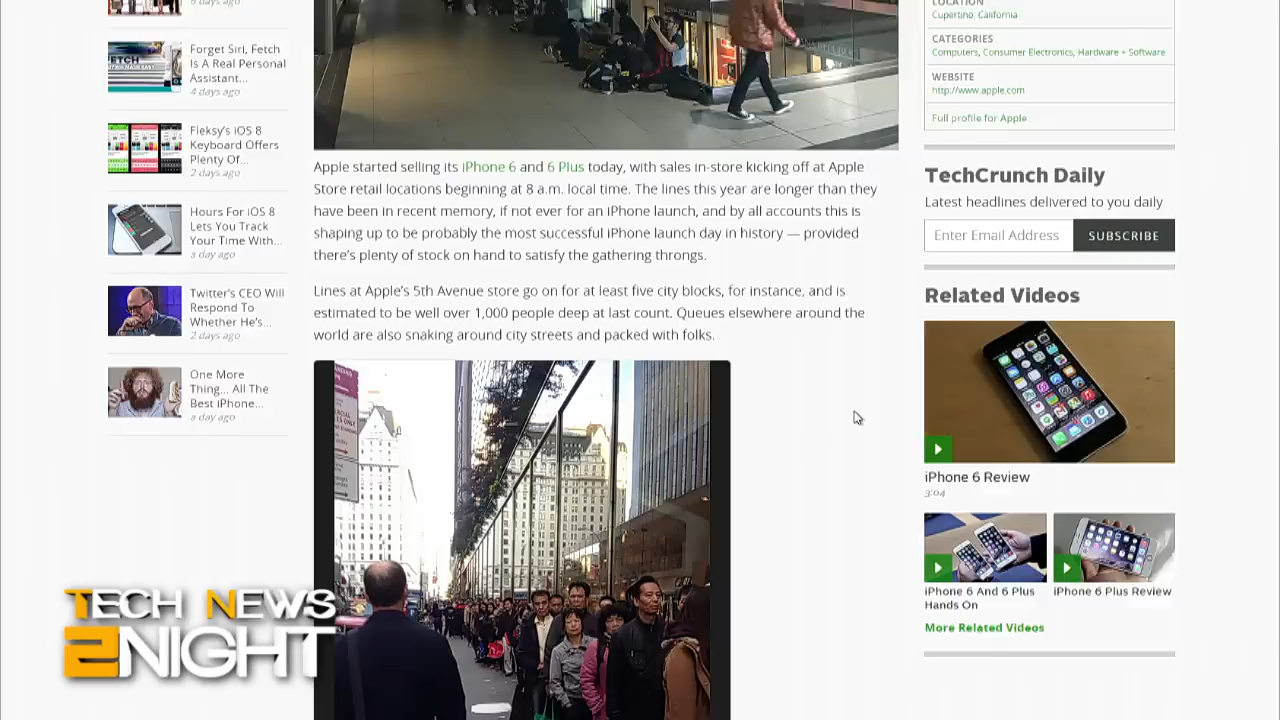 6 days ago
Forget Siri, Fetch
Is A Real Personal
Assistant...
4 days ago
Fleksy's iOS 8
Keyboard Offers
Plenty Of...
2 days ago
Hours For iOS 8
Lets You Track
Your Time With...
a day ago
Twitter's CEO Will
Respond To
Whether He's...
2 days ago
One More
Thing... All The
Best iPhone...
a day ago
Apple started selling its iPhone 6 and 6 Plus today, with sales in-store kicking off at Apple
Store retail locations beginning at 8 a.m. local time. The lines this year are longer than they
have been in recent memory, if not ever for an iPhone launch, and by all accounts this is
shaping up to be probably the most successful iPhone launch day in history — provided
there's plenty of stock on hand to satisfy the gathering throngs.
Lines at Apple's 5th Avenue store go on for at least five city blocks, for instance, and is
estimated to be well over 1,000 people deep at last count. Queues elsewhere around the
world are also snaking around city streets and packed with folks.
LOCATION
Cupertino, California
CATEGORIES
Computers, Consumer Electronics, Hardware + Software
WEBSITE
http://www.apple.com
Full profile for Apple
TechCrunch Daily
Latest headlines delivered to you daily
Enter Email Address
SUBSCRIBE
Related Videos
iPhone 6 Review
3:04
iPhone 6 And 6 Plus
Hands On
iPhone 6 Plus Review
More Related Videos
TECH NEWS
2NIGHT